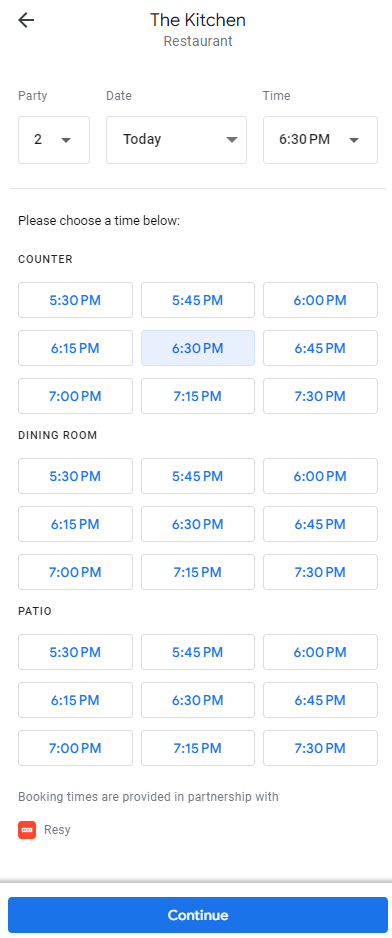 The Kitchen
Restaurant
Party Date Time
2 Today 6:30 PM
Please choose a time below:
COUNTER
5:30 PM 5:45 PM 6:00 PM
6:15 PM 6:30 PM 6:45 PM
7:00 PM 7:15 PM 7:30 PM
DINING ROOM
5:30 PM 5:45 PM 6:00 PM
6:15 PM 6:30 PM 6:45 PM
7:00 PM 7:15 PM 7:30 PM
PATIO
5:30 PM 5:45 PM 6:00 PM
6:15 PM 6:30 PM 6:45 PM
7:00 PM 7:15 PM 7:30 PM
Booking times are provided in partnership with
Resy
Continue